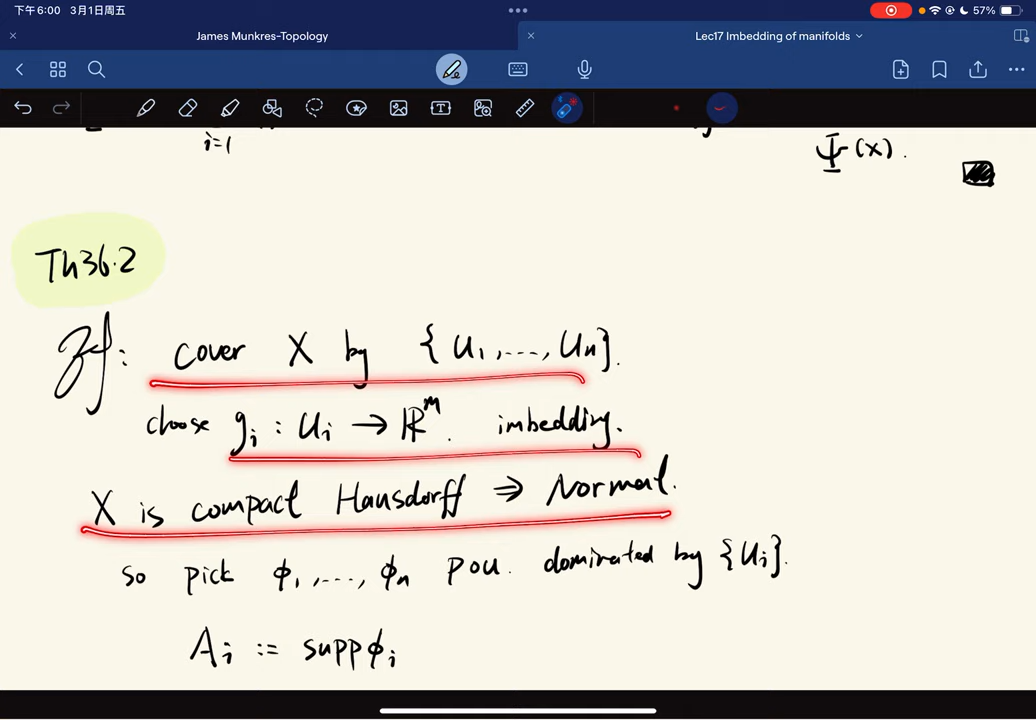 下午6:00 3月1日周五
57%
James Munkres-Topology
Lec17 Imbedding of manifolds
i=1
Ψ(x).
Th36.2
Pf: cover X by {U₁,...,Uₙ}.
choose gᵢ : Uᵢ → ℝᵐ. imbedding.
X is compact Hausdorff ⇒ Normal.
so pick ϕ₁,...,ϕₙ pou. dominated by {Uᵢ}.
Aᵢ := supp ϕᵢ